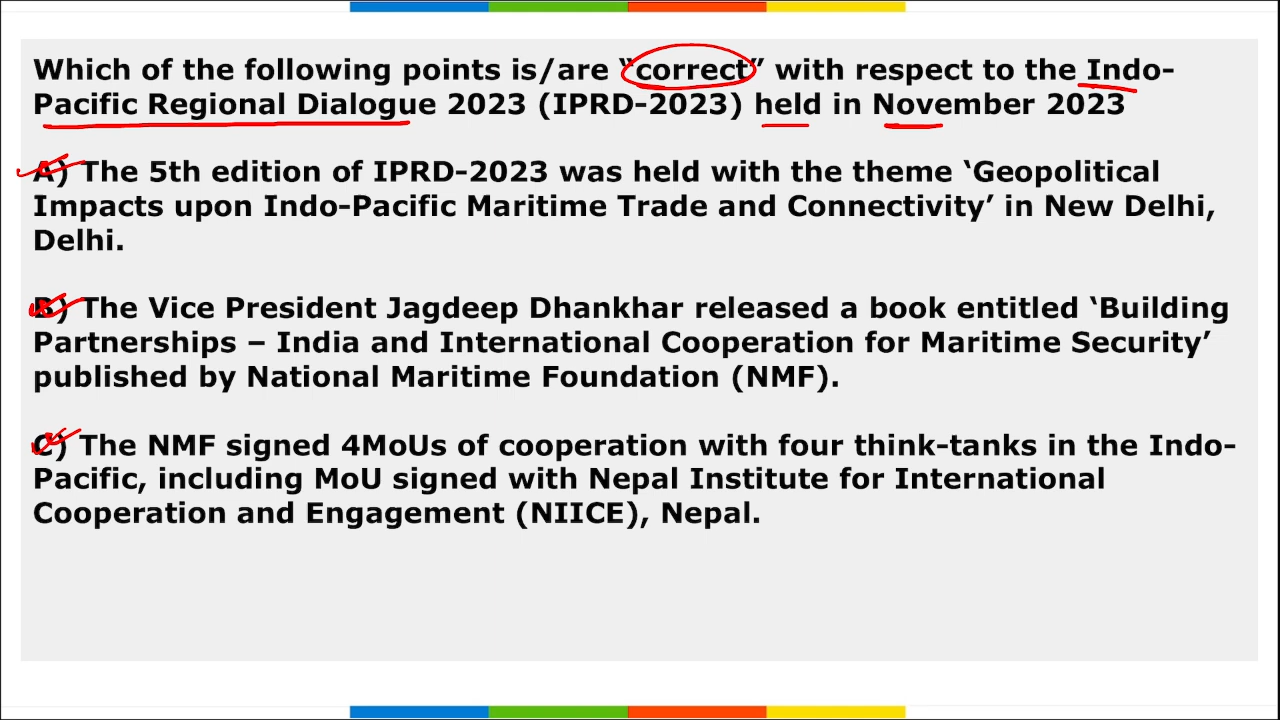 Which of the following points is/are “correct” with respect to the Indo-
Pacific Regional Dialogue 2023 (IPRD-2023) held in November 2023
A) The 5th edition of IPRD-2023 was held with the theme ‘Geopolitical
Impacts upon Indo-Pacific Maritime Trade and Connectivity’ in New Delhi,
Delhi.
B) The Vice President Jagdeep Dhankhar released a book entitled ‘Building
Partnerships – India and International Cooperation for Maritime Security’
published by National Maritime Foundation (NMF).
C) The NMF signed 4MoUs of cooperation with four think-tanks in the Indo-
Pacific, including MoU signed with Nepal Institute for International
Cooperation and Engagement (NIICE), Nepal.